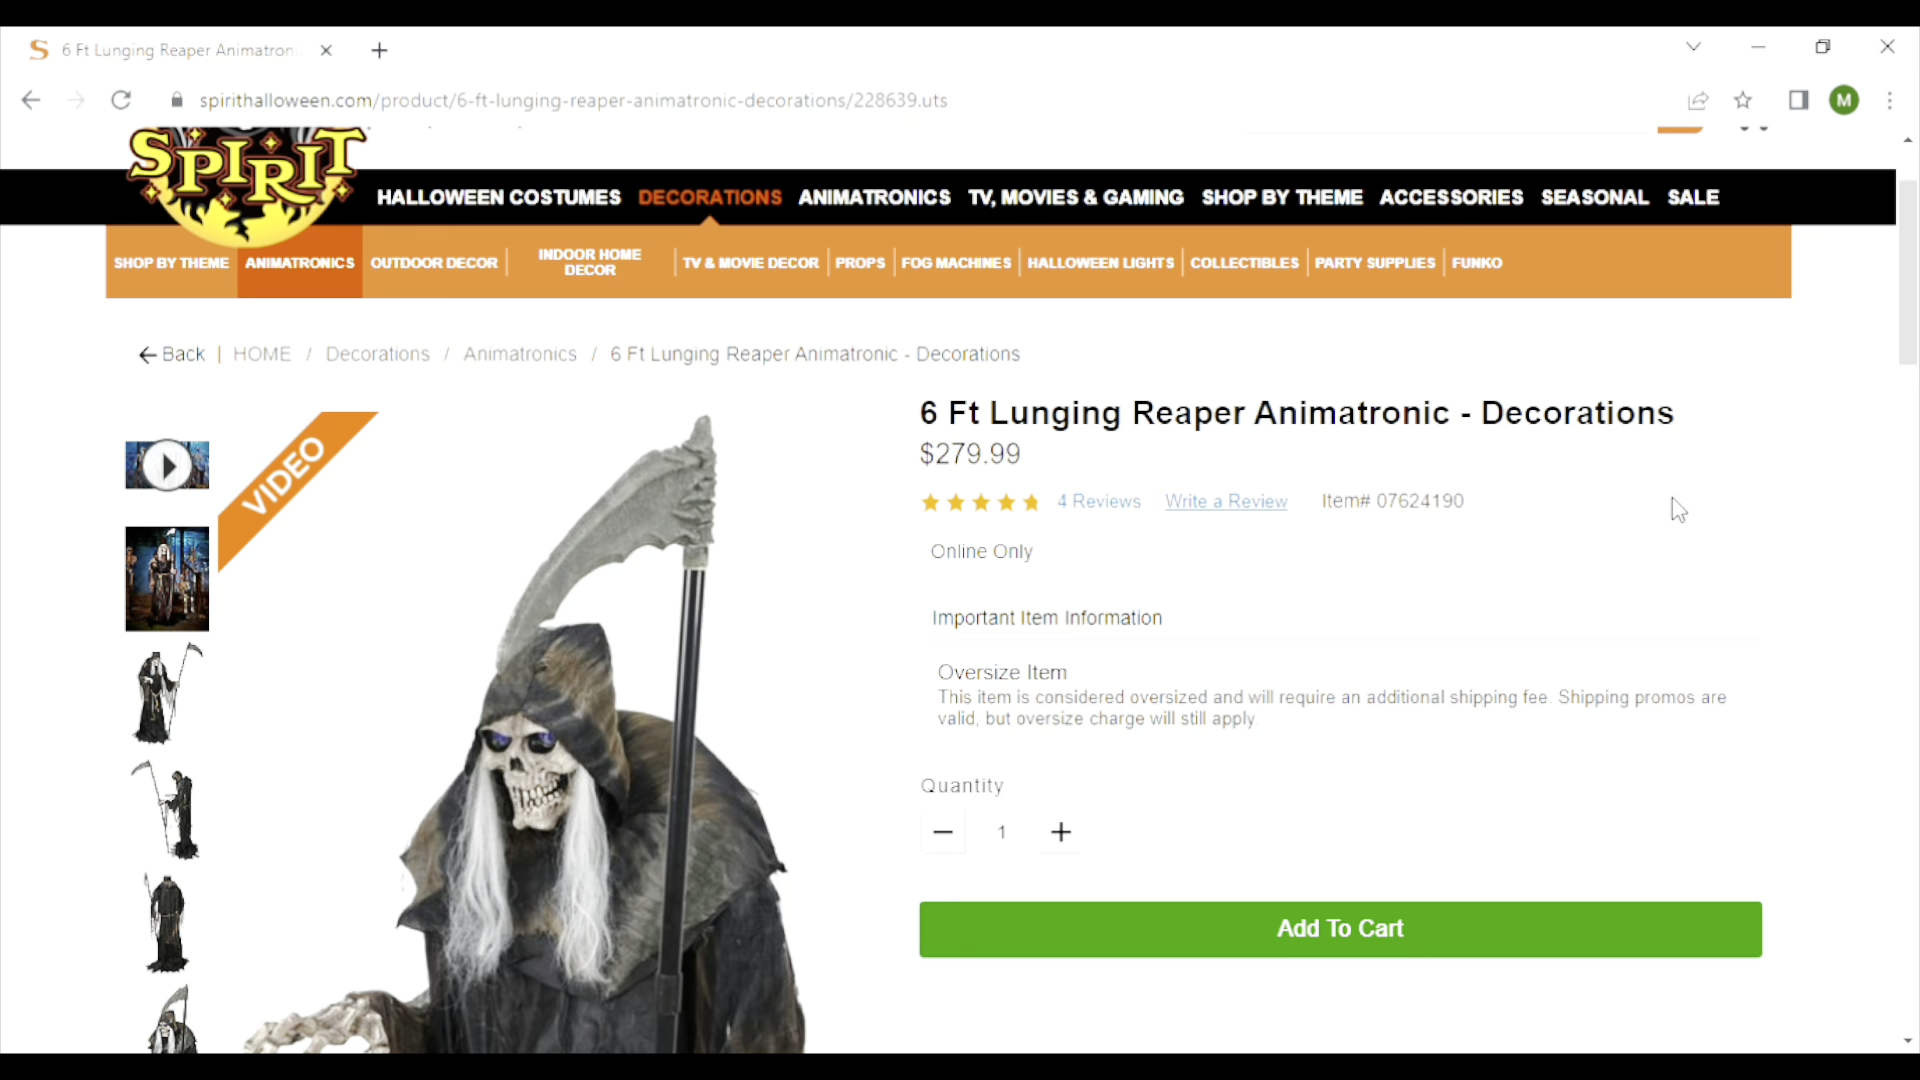 6 Ft Lunging Reaper Animatron
spirithalloween.com/product/6-ft-lunging-reaper-animatronic-decorations/228639.uts
M
SPIRIT
HALLOWEEN COSTUMES DECORATIONS ANIMATRONICS TV, MOVIES & GAMING SHOP BY THEME ACCESSORIES SEASONAL SALE
SHOP BY THEME ANIMATRONICS OUTDOOR DECOR INDOOR HOME DECOR TV & MOVIE DECOR PROPS FOG MACHINES HALLOWEEN LIGHTS COLLECTIBLES PARTY SUPPLIES FUNKO
Back | HOME / Decorations / Animatronics / 6 Ft Lunging Reaper Animatronic - Decorations
VIDEO
6 Ft Lunging Reaper Animatronic - Decorations
$279.99
4 Reviews Write a Review Item# 07624190
Online Only
Important Item Information
Oversize Item
This item is considered oversized and will require an additional shipping fee. Shipping promos are
valid, but oversize charge will still apply
Quantity
1
Add To Cart